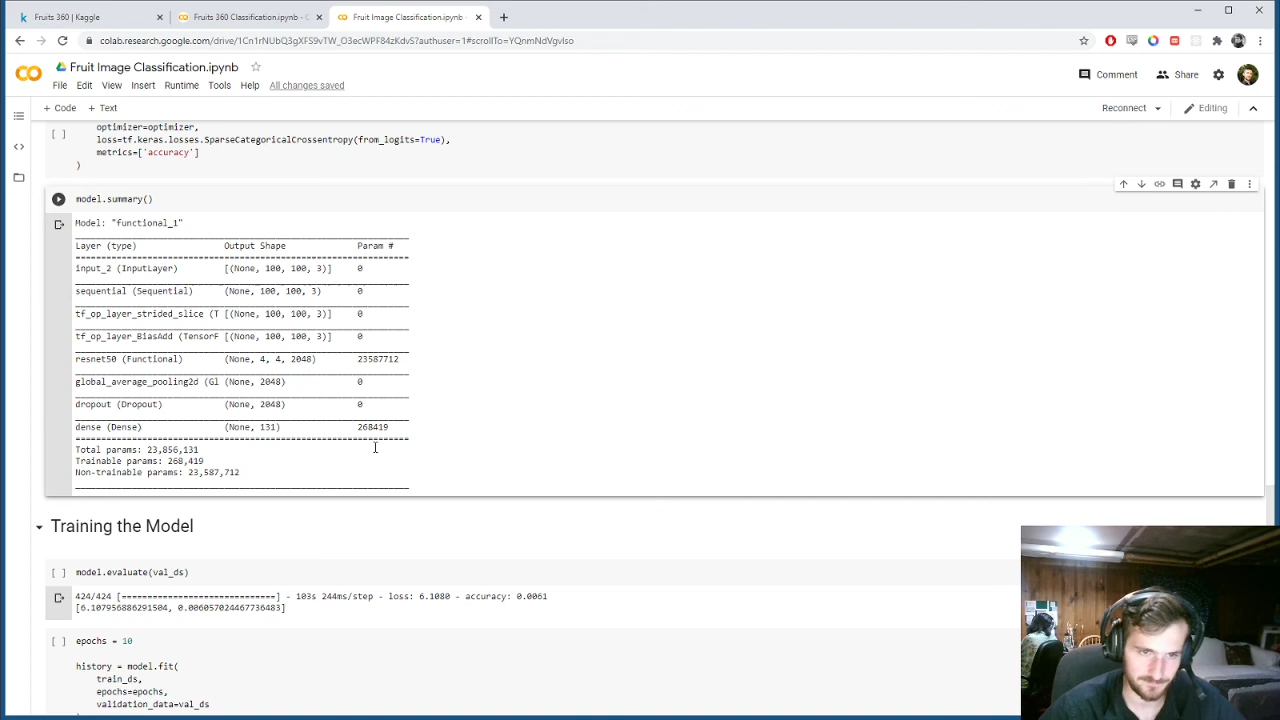 Fruits 360 | Kaggle
Fruits 360 Classification.ipynb - C
Fruit Image Classification.ipynb -
colab.research.google.com/drive/1Cn1rNUbQ3gXFS9vTW_O3ecWPF84zKdvS?authuser=1#scrollTo=YQnmNdVgvIso
Fruit Image Classification.ipynb
Comment
Share
File Edit View Insert Runtime Tools Help All changes saved
+ Code + Text
Reconnect
Editing
optimizer=optimizer,
[ ] loss=tf.keras.losses.SparseCategoricalCrossentropy(from_logits=True),
metrics=['accuracy']
)
model.summary()
Model: "functional_1"
Layer (type) Output Shape Param #
input_2 (InputLayer) [(None, 100, 100, 3)] 0
sequential (Sequential) (None, 100, 100, 3) 0
tf_op_layer_strided_slice (T [(None, 100, 100, 3)] 0
tf_op_layer_BiasAdd (TensorF [(None, 100, 100, 3)] 0
resnet50 (Functional) (None, 4, 4, 2048) 23587712
global_average_pooling2d (Gl (None, 2048) 0
dropout (Dropout) (None, 2048) 0
dense (Dense) (None, 131) 268419
Total params: 23,856,131
Trainable params: 268,419
Non-trainable params: 23,587,712
Training the Model
[ ] model.evaluate(val_ds)
424/424 [==============================] - 103s 244ms/step - loss: 6.1080 - accuracy: 0.0061
[6.107956886291504, 0.006057024467736483]
[ ] epochs = 10
history = model.fit(
train_ds,
epochs=epochs,
validation_data=val_ds